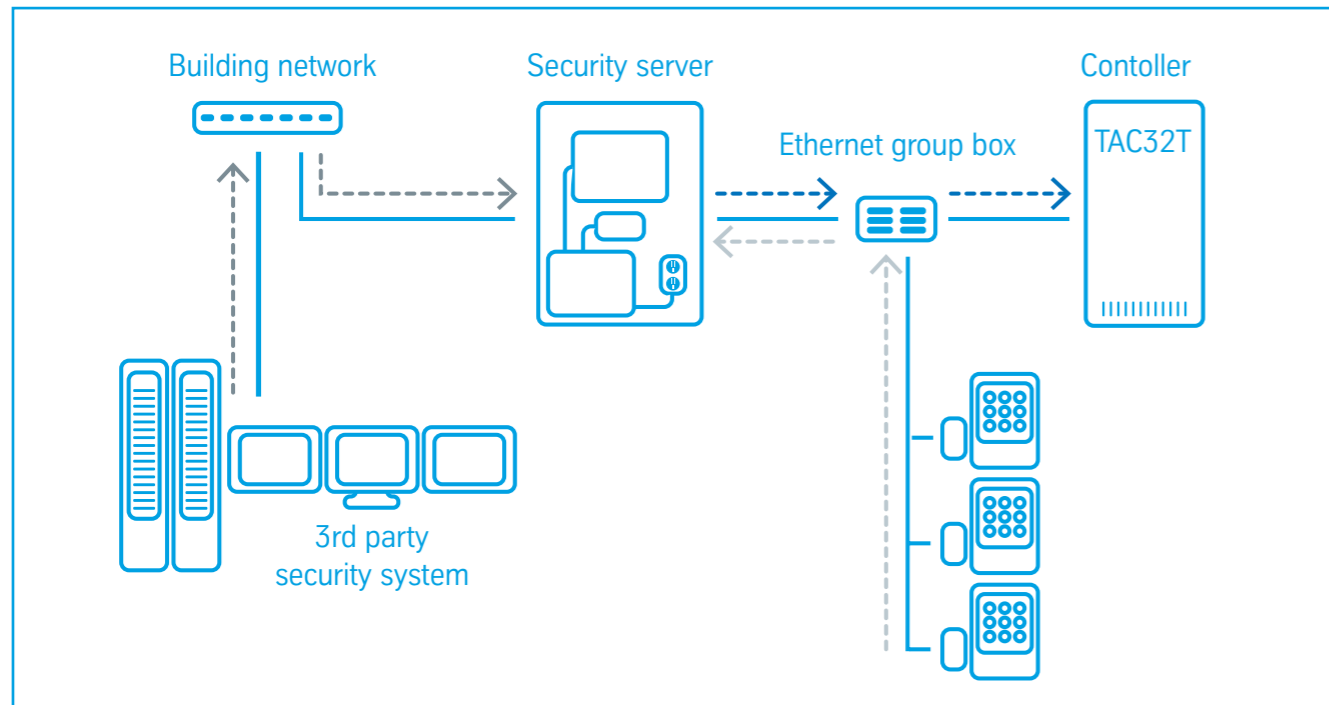 Building network
Security server
Contoller
Ethernet group box
TAC32T
3rd party
security system